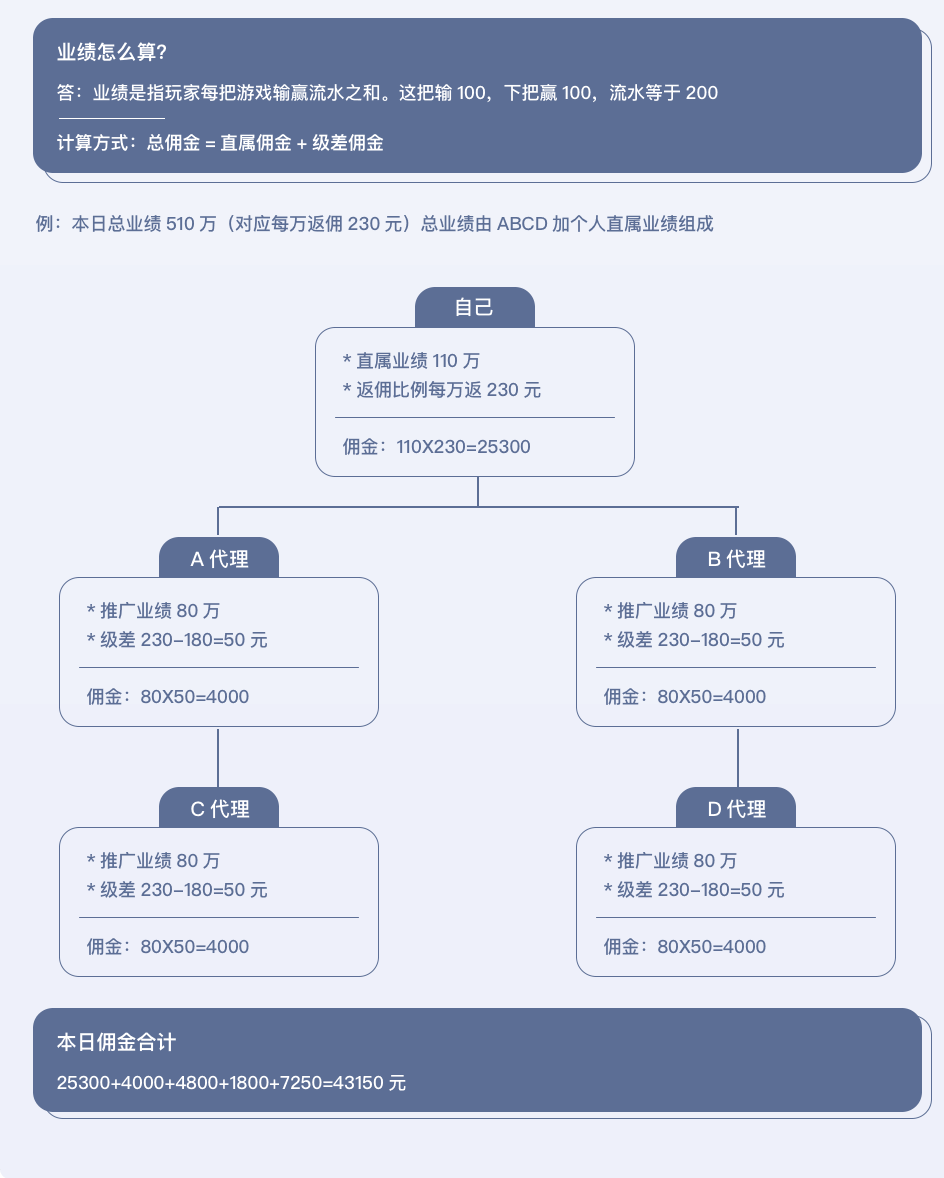 业绩怎么算?
答：业绩是指玩家每把游戏输赢流水之和。这把输 100，下把赢 100，流水等于 200
计算方式：总佣金 = 直属佣金 + 级差佣金
例：本日总业绩 510 万（对应每万返佣 230 元）总业绩由 ABCD 加个人直属业绩组成
自己
* 直属业绩 110 万
* 返佣比例每万返 230 元
佣金：110X230=25300
A 代理
* 推广业绩 80 万
* 级差 230–180=50 元
佣金：80X50=4000
B 代理
* 推广业绩 80 万
* 级差 230–180=50 元
佣金：80X50=4000
C 代理
* 推广业绩 80 万
* 级差 230–180=50 元
佣金：80X50=4000
D 代理
* 推广业绩 80 万
* 级差 230–180=50 元
佣金：80X50=4000
本日佣金合计
25300+4000+4800+1800+7250=43150 元